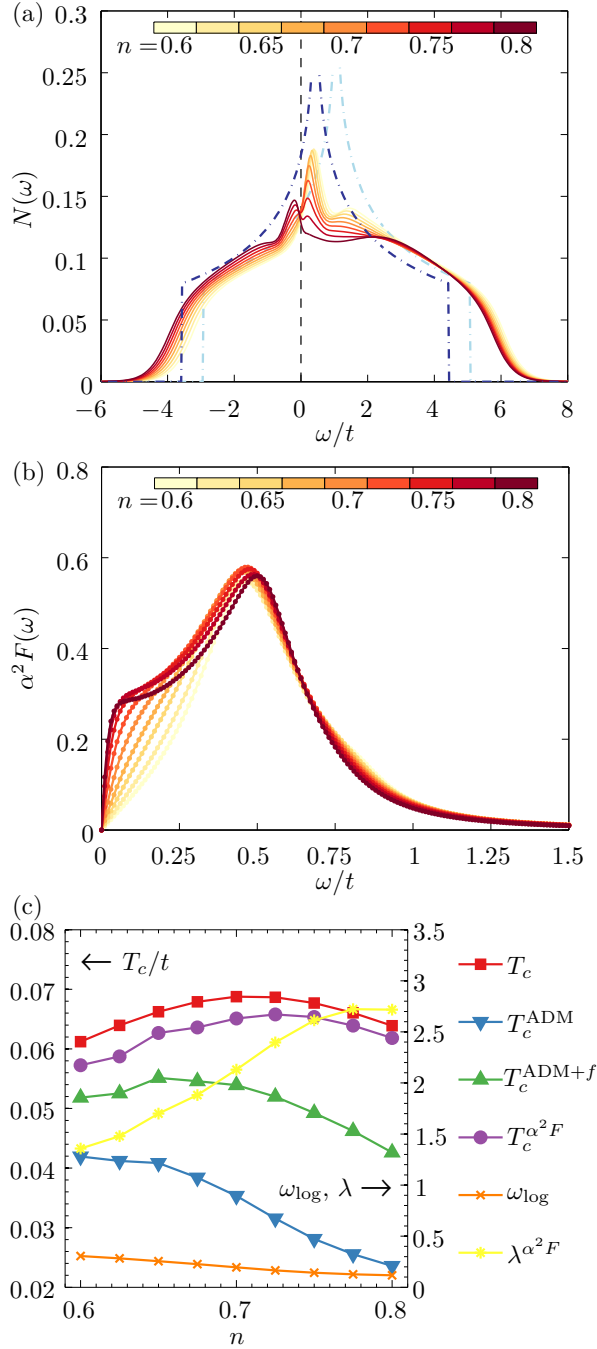 (a)
0.3
n = 0.6 0.65 0.7 0.75 0.8
0.2
N(ω)
0.15
0.1
0.05
0
−6 −4 −2 0 2 4 6 8
ω/t
(b)
0.8
n = 0.6 0.65 0.7 0.75 0.8
0.6
α²F(ω)
0.4
0.2
0
0 0.25 0.5 0.75 1 1.25 1.5
ω/t
(c)
0.08 3.5
← T_c/t
0.07 3
0.06 2.5
2
0.05
1.5
0.04
1
ω_log, λ →
0.03 0.5
0.02 0
0.6 0.7 0.8
n
T_c
T_c^ADM
T_c^ADM+f
T_c^α²F
ω_log
λ^α²F